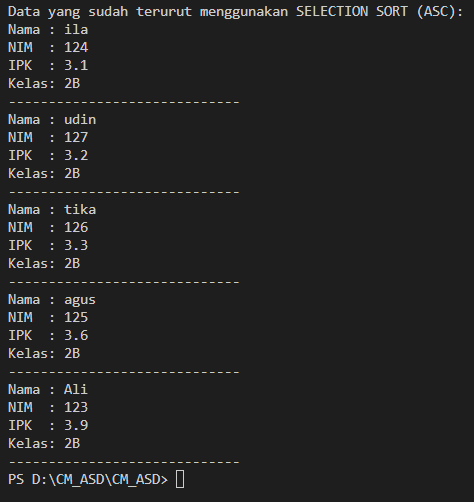 Data yang sudah terurut menggunakan SELECTION SORT (ASC):
Nama : ila
NIM  : 124
IPK  : 3.1
Kelas: 2B
-----------------------------
Nama : udin
NIM  : 127
IPK  : 3.2
Kelas: 2B
-----------------------------
Nama : tika
NIM  : 126
IPK  : 3.3
Kelas: 2B
-----------------------------
Nama : agus
NIM  : 125
IPK  : 3.6
Kelas: 2B
-----------------------------
Nama : Ali
NIM  : 123
IPK  : 3.9
Kelas: 2B
-----------------------------
PS D:\CM_ASD\CM_ASD>